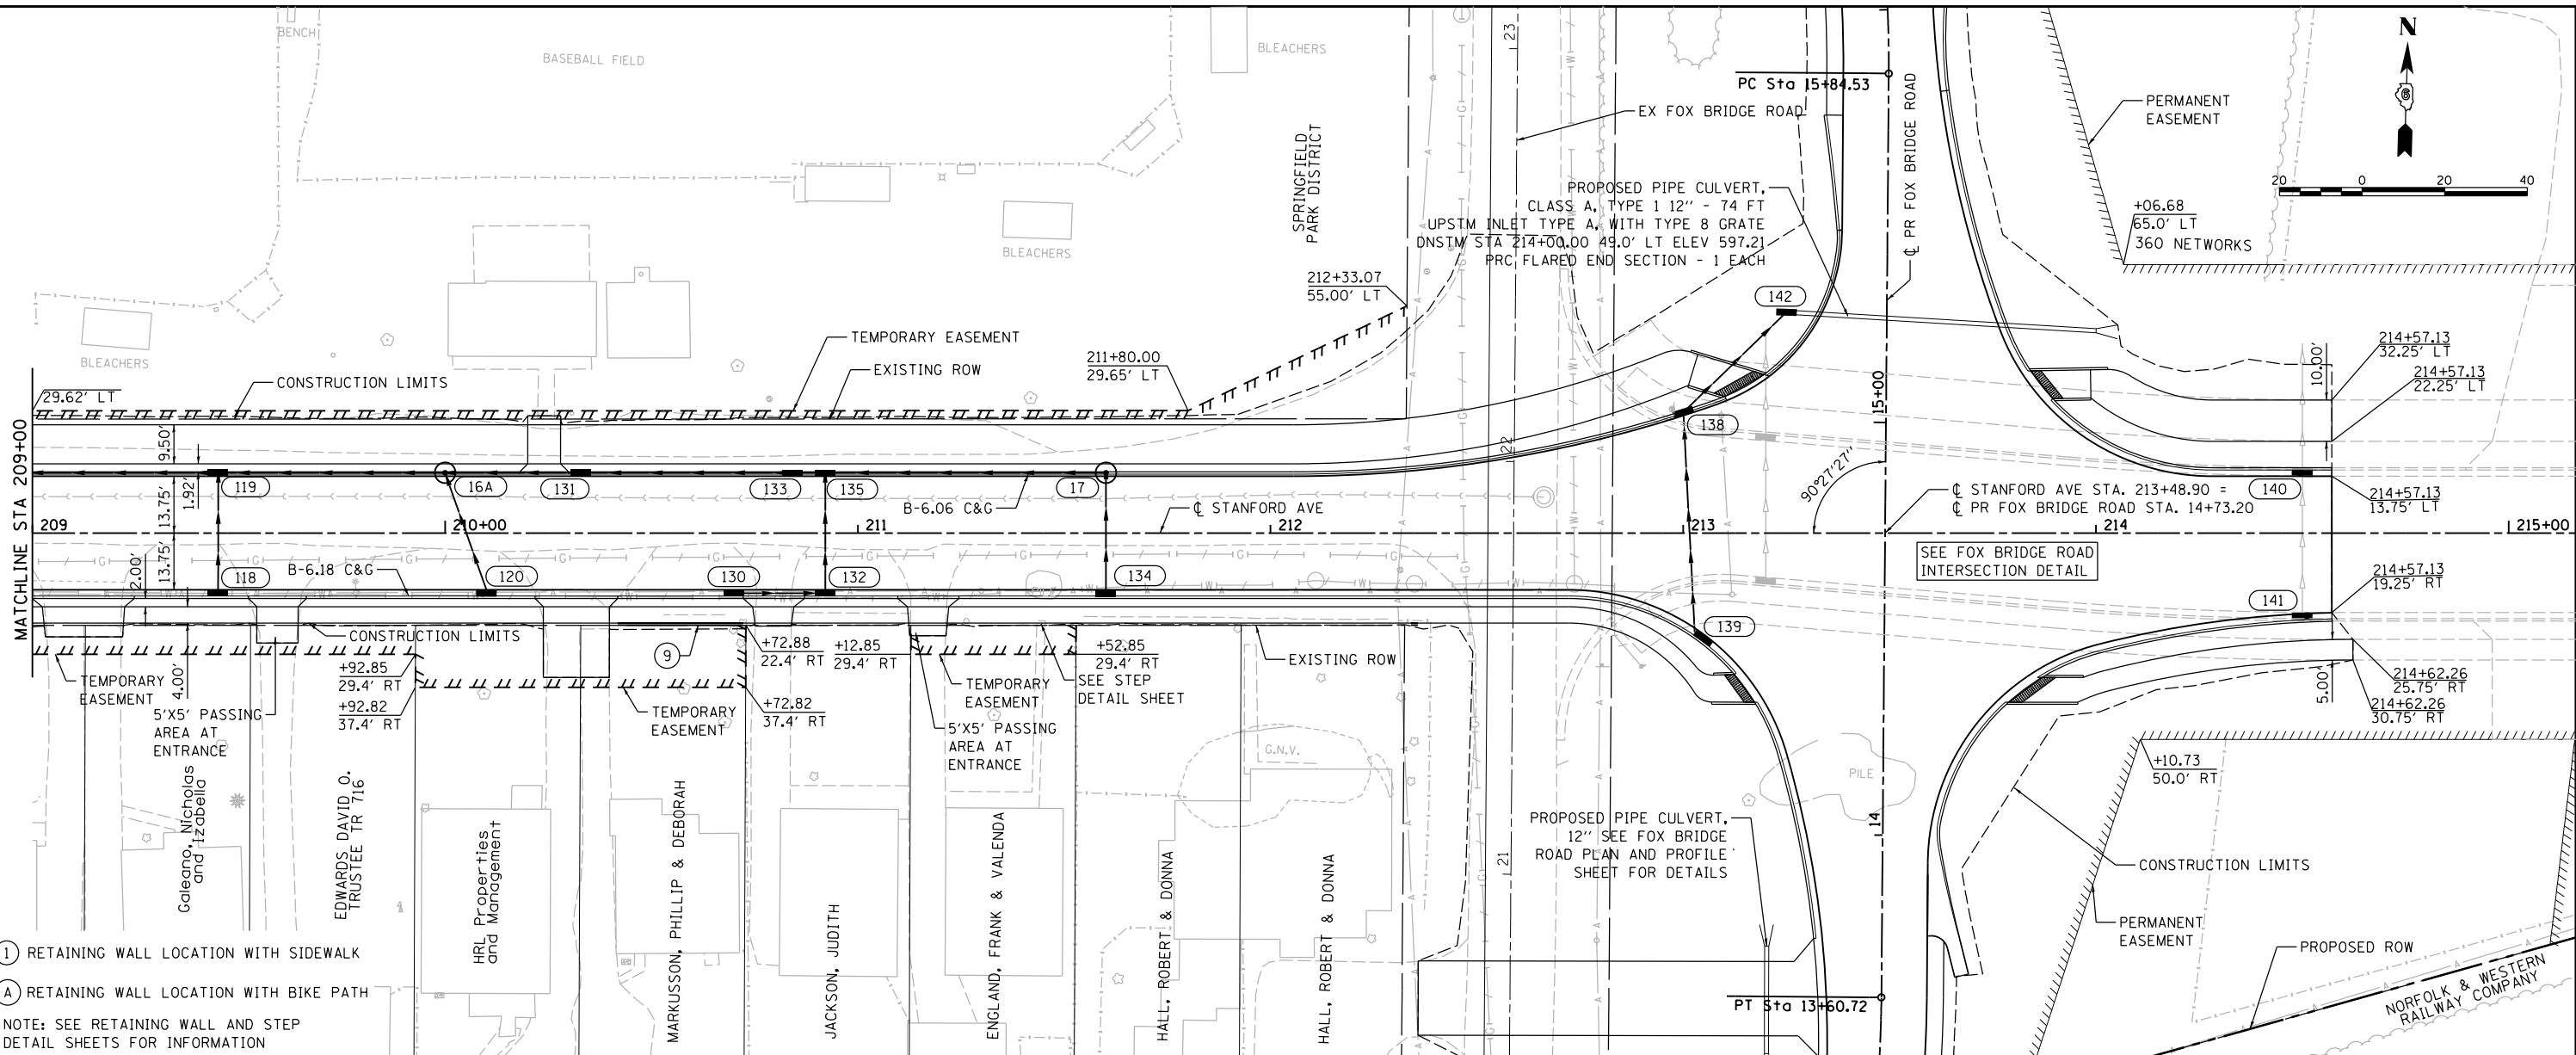 BENCH
BASEBALL FIELD
BLEACHERS
BLEACHERS
BLEACHERS
SPRINGFIELD
PARK DISTRICT
1
23
PC Sta 15+84.53
EX FOX BRIDGE ROAD
℄ PR FOX BRIDGE ROAD
PERMANENT
EASEMENT
N
20 0 20 40
+06.68
65.0' LT
360 NETWORKS
PROPOSED PIPE CULVERT,
CLASS A, TYPE 1 12" - 74 FT
UPSTM INLET TYPE A, WITH TYPE 8 GRATE
DNSTM STA 214+00.00 49.0' LT ELEV 597.21
PRC FLARED END SECTION - 1 EACH
142
212+33.07
55.00' LT
TEMPORARY EASEMENT
EXISTING ROW
211+80.00
29.65' LT
CONSTRUCTION LIMITS
29.62' LT
MATCHLINE STA 209+00
9.50'
1.92'
13.75'
13.75'
2.00'
4.00'
119
16A
131
133
135
17
138
22
15+00
140
10.00'
214+57.13
32.25' LT
214+57.13
22.25' LT
214+57.13
13.75' LT
B-6.06 C&G
℄ STANFORD AVE
90°27'27"
℄ STANFORD AVE STA. 213+48.90 =
℄ PR FOX BRIDGE ROAD STA. 14+73.20
209
210+00
211
212
213
214
215+00
SEE FOX BRIDGE ROAD
INTERSECTION DETAIL
118
B-6.18 C&G
120
130
132
134
139
141
214+57.13
19.25' RT
214+62.26
25.75' RT
214+62.26
30.75' RT
5.00'
CONSTRUCTION LIMITS
9
+72.88
22.4' RT
+12.85
29.4' RT
+52.85
29.4' RT
SEE STEP
DETAIL SHEET
EXISTING ROW
+92.85
29.4' RT
+92.82
37.4' RT
TEMPORARY
EASEMENT
5'X5' PASSING
AREA AT
ENTRANCE
TEMPORARY
EASEMENT
+72.82
37.4' RT
TEMPORARY
EASEMENT
5'X5' PASSING
AREA AT
ENTRANCE
G.N.V.
PILE
+10.73
50.0' RT
Galeano, Nicholas
and Izabella
EDWARDS DAVID O.
TRUSTEE TR 716
HRL Properties
and Management
MARKUSSON, PHILLIP & DEBORAH
JACKSON, JUDITH
ENGLAND, FRANK & VALENDA
HALL, ROBERT & DONNA
HALL, ROBERT & DONNA
21
14
PROPOSED PIPE CULVERT,
12" SEE FOX BRIDGE
ROAD PLAN AND PROFILE
SHEET FOR DETAILS
CONSTRUCTION LIMITS
PERMANENT
EASEMENT
PROPOSED ROW
NORFOLK & WESTERN
RAILWAY COMPANY
PT Sta 13+60.72
1 RETAINING WALL LOCATION WITH SIDEWALK
A RETAINING WALL LOCATION WITH BIKE PATH
NOTE: SEE RETAINING WALL AND STEP
DETAIL SHEETS FOR INFORMATION